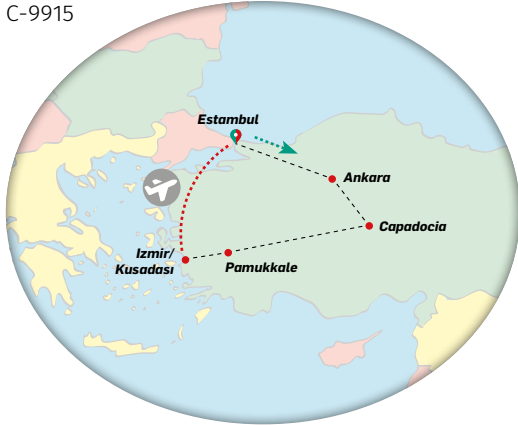 C-9915
Estambul
Ankara
Capadocia
Izmir/
Kusadası
Pamukkale